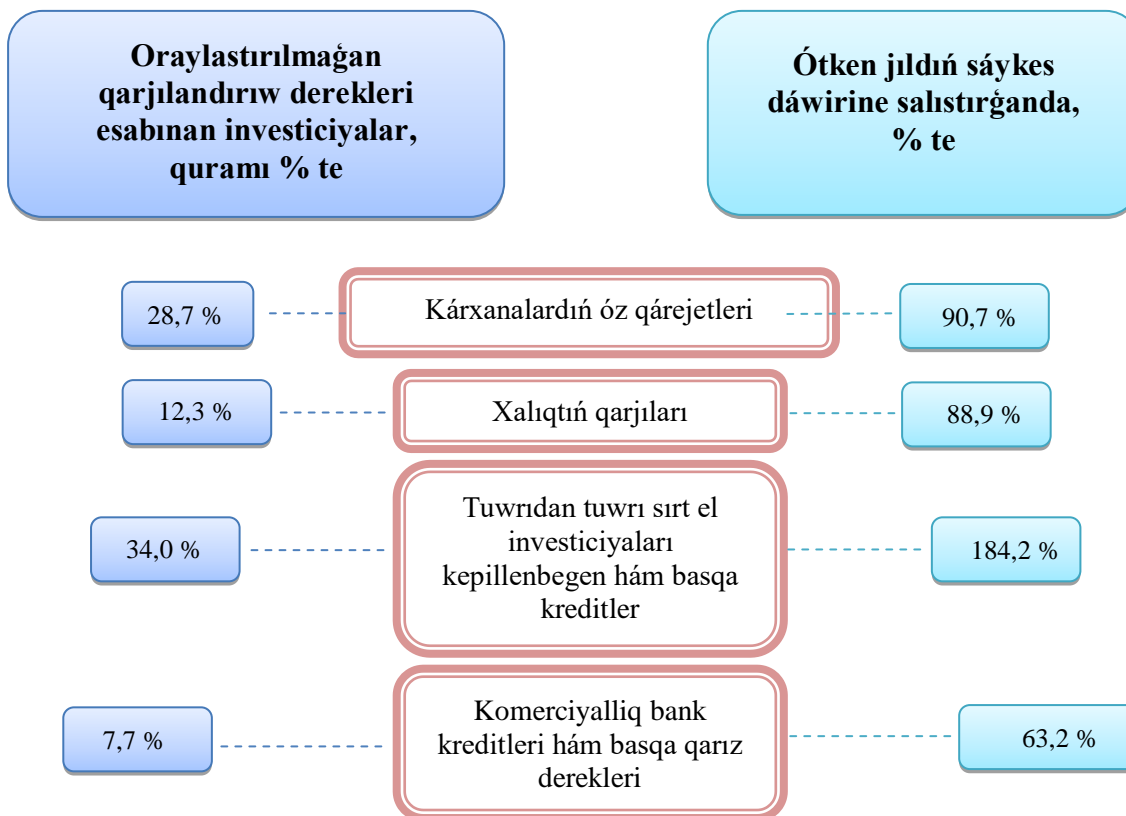 Oraylastırılmaģan
qarjılandırıw derekleri
esabınan investiciyalar,
quramı % te
Ótken jıldıń sáykes
dáwirine salıstırģanda,
% te
28,7 %
Kárxanalardıń óz qárejetleri
90,7 %
12,3 %
Xalıqtıń qarjıları
88,9 %
34,0 %
Tuwrıdan tuwrı sırt el
investiciyaları
kepillenbegen hám basqa
kreditler
184,2 %
7,7 %
Komerciyalliq bank
kreditleri hám basqa qarız
derekleri
63,2 %